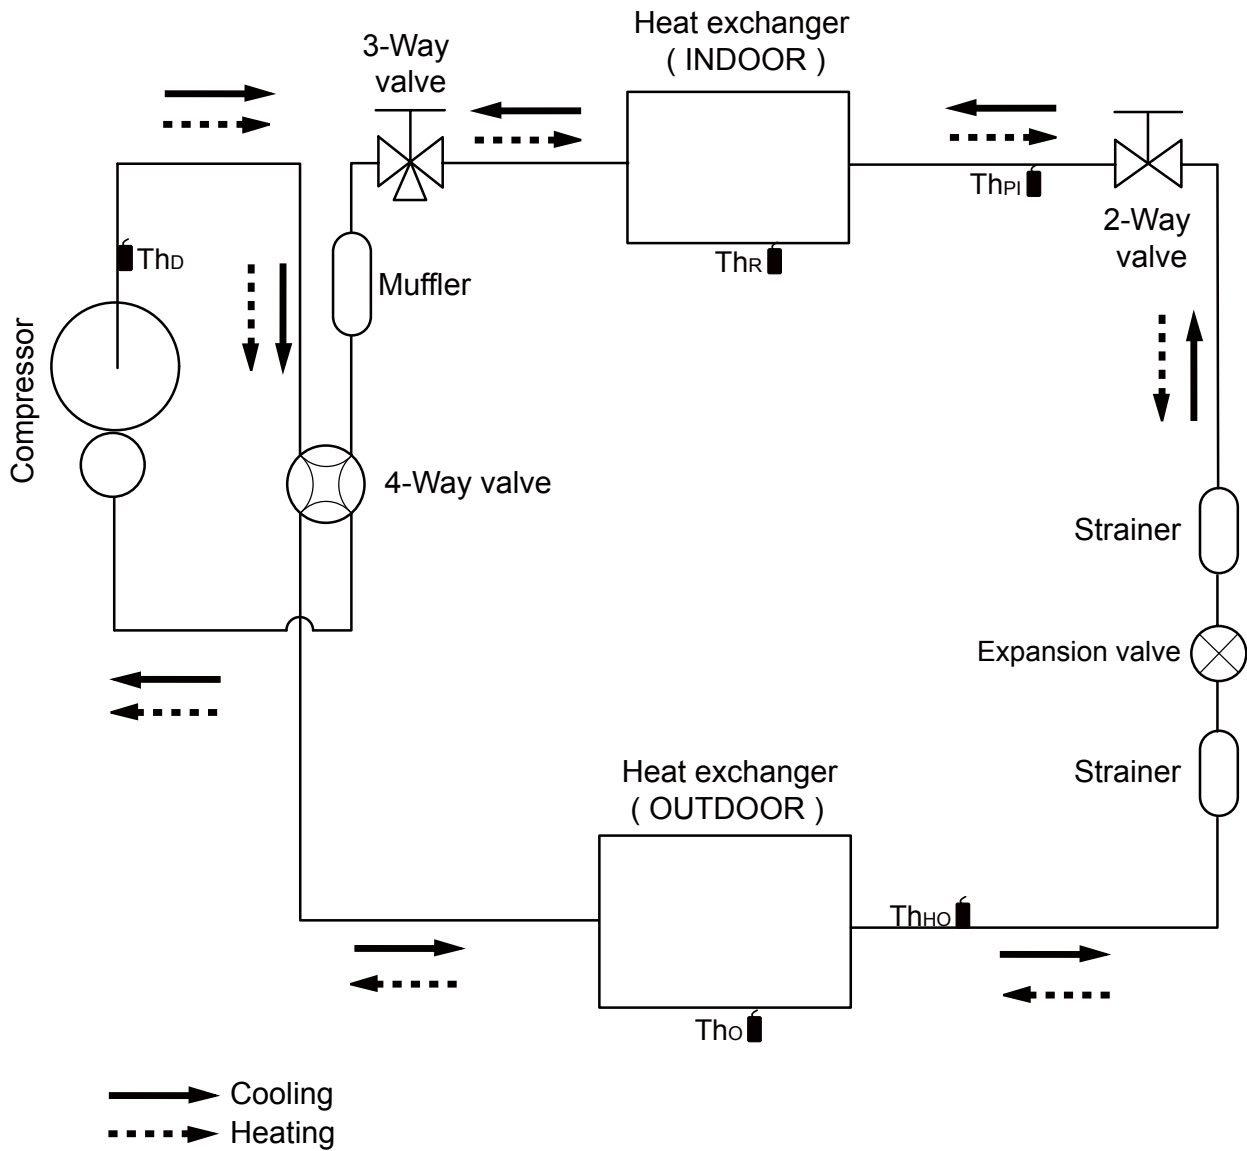 Heat exchanger
( INDOOR )
3-Way
valve
ThPI
2-Way
valve
ThD
ThR
Muffler
Compressor
4-Way valve
Strainer
Expansion valve
Strainer
Heat exchanger
( OUTDOOR )
ThHO
ThO
Cooling
Heating